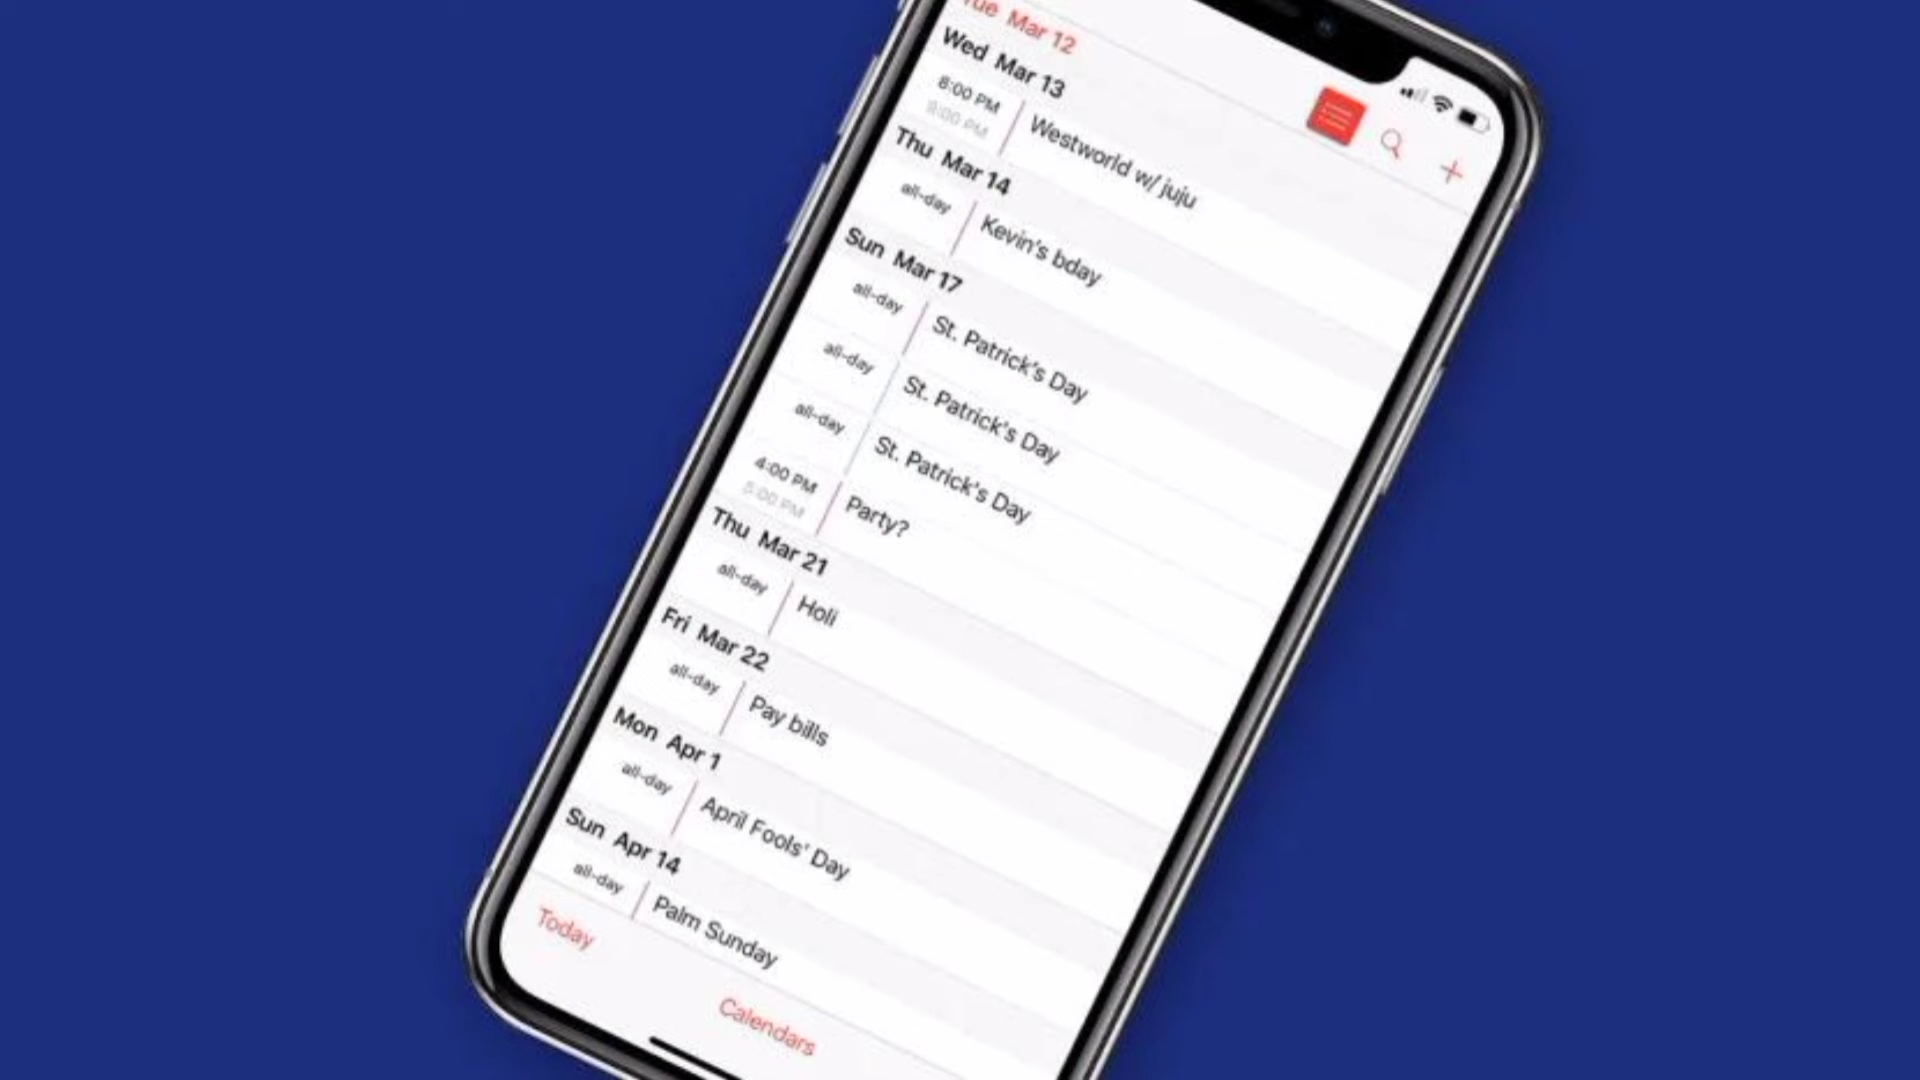 Tue Mar 12
Wed Mar 13
8:00 PM Westworld w/ juju
9:00 PM
Thu Mar 14
all-day Kevin's bday
Sun Mar 17
all-day St. Patrick's Day
all-day St. Patrick's Day
all-day St. Patrick's Day
4:00 PM Party?
5:00 PM
Thu Mar 21
all-day Holi
Fri Mar 22
all-day Pay bills
Mon Apr 1
all-day April Fools' Day
Sun Apr 14
all-day Palm Sunday
Today
Calendars